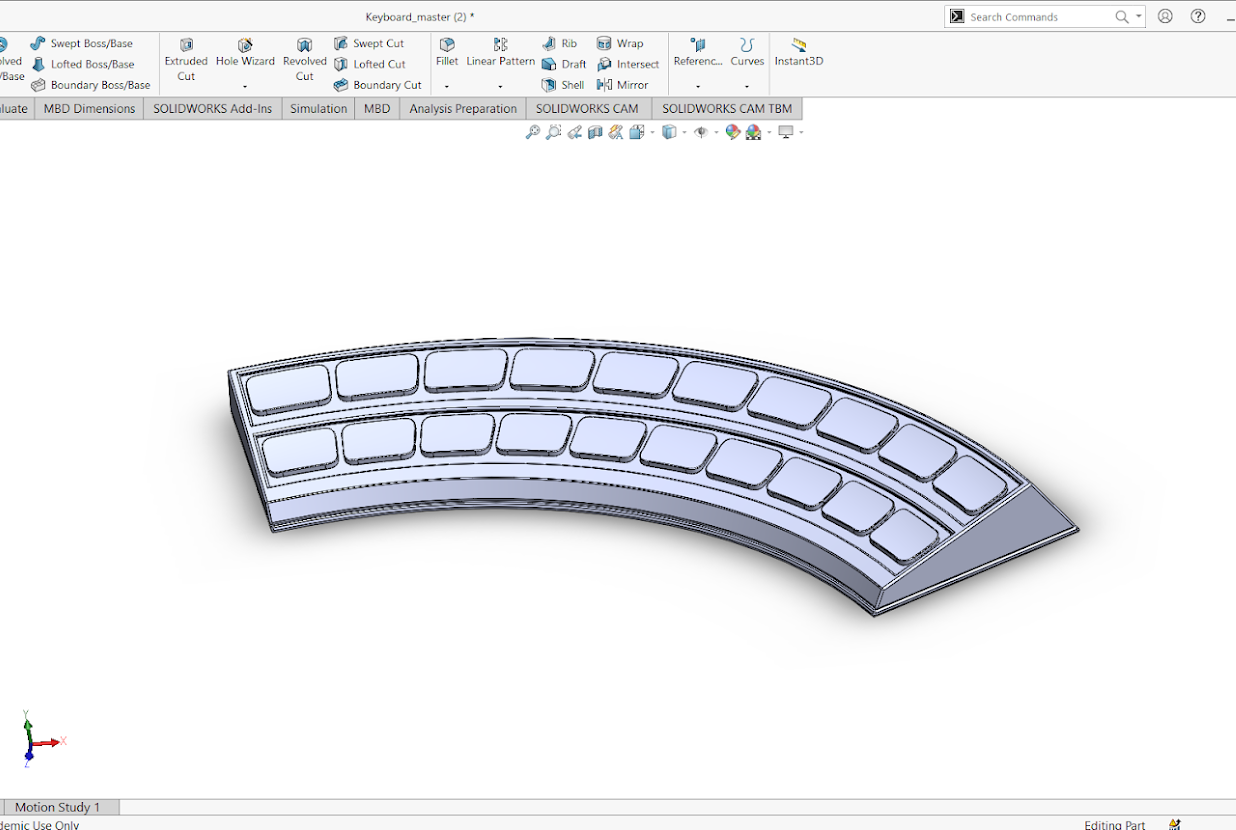 Keyboard_master (2) *
Search Commands
lved
/Base
Swept Boss/Base
Lofted Boss/Base
Boundary Boss/Base
Extruded
Cut
Hole Wizard
Revolved
Cut
Swept Cut
Lofted Cut
Boundary Cut
Fillet
Linear Pattern
Rib
Draft
Shell
Wrap
Intersect
Mirror
Referenc...
Curves
Instant3D
luate
MBD Dimensions
SOLIDWORKS Add-Ins
Simulation
MBD
Analysis Preparation
SOLIDWORKS CAM
SOLIDWORKS CAM TBM
Y
X
Z
Motion Study 1
demic Use Only
Editing Part